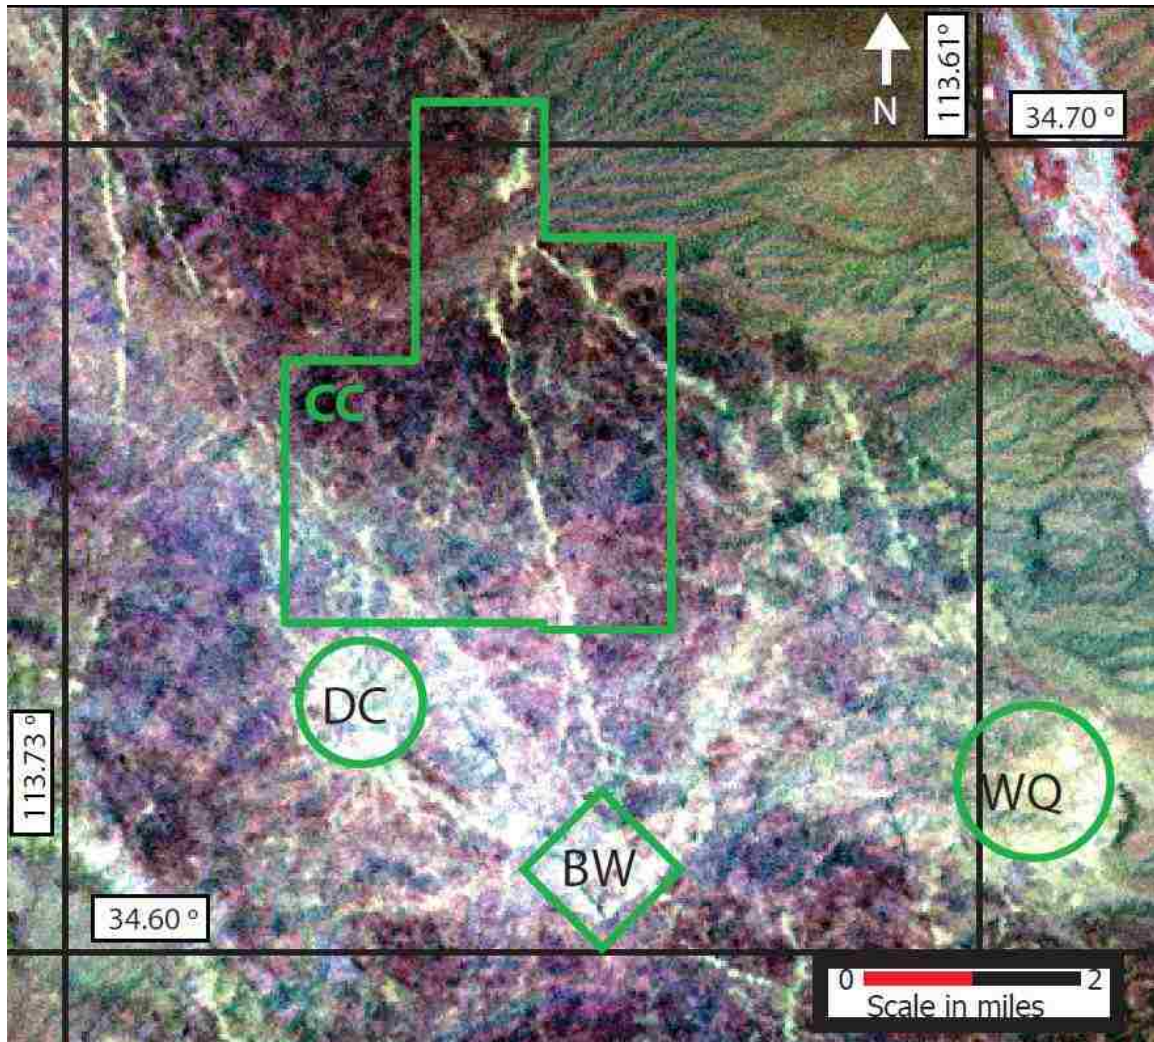 113.61°
34.70 °
N
CC
DC
113.73 °
WQ
BW
34.60 °
0 2
Scale in miles